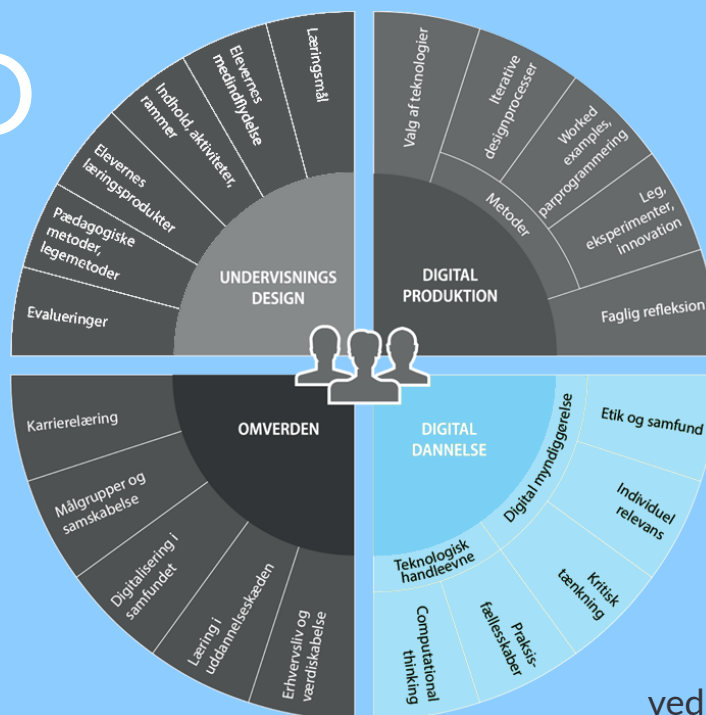 Evalueringer
Pædagogiske
metoder,
legemetoder
Elevernes
læringsprodukter
Indhold, aktiviteter,
rammer
Elevernes
medindflydelse
Læringsmål
UNDERVISNINGS
DESIGN
Valg af teknologier
Iterative
designprocesser
Worked
examples,
parprogrammering
Leg,
eksperimenter,
innovation
Faglig refleksion
Metoder
DIGITAL
PRODUKTION
Karrierelæring
Målgrupper og
samskabelse
Digitalisering i
samfundet
Læring i
uddannelseskæden
Erhvervsliv og
værdiskabelse
OMVERDEN
DIGITAL
DANNELSE
Digital myndiggørelse
Teknologisk
handleevne
Etik og samfund
Individuel
relevans
Kritisk
tænkning
Praksis-
fællesskaber
Computational
thinking
ved